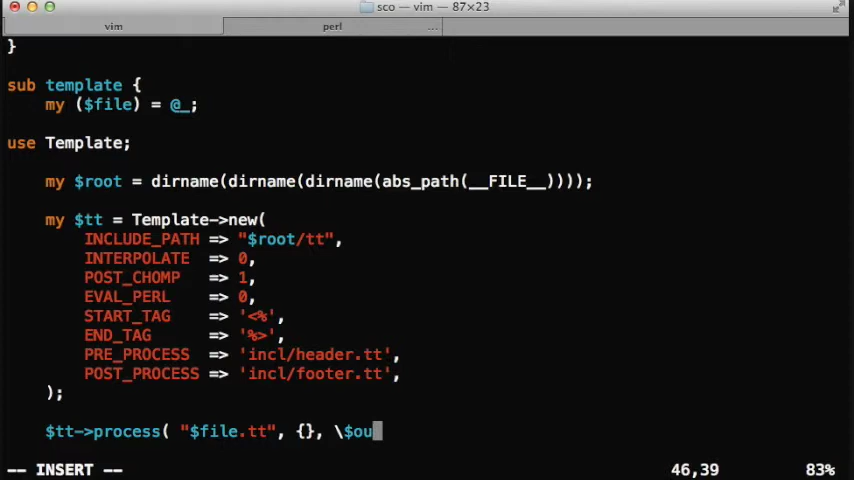 sco — vim — 87×23
vim perl ...
}
sub template {
    my ($file) = @_;
use Template;
    my $root = dirname(dirname(dirname(abs_path(__FILE__))));
    my $tt = Template->new(
        INCLUDE_PATH => "$root/tt",
        INTERPOLATE  => 0,
        POST_CHOMP   => 1,
        EVAL_PERL    => 0,
        START_TAG    => '<%',
        END_TAG      => '%>',
        PRE_PROCESS  => 'incl/header.tt',
        POST_PROCESS => 'incl/footer.tt',
    );
    $tt->process( "$file.tt", {}, \$ou
-- INSERT -- 46,39 83%